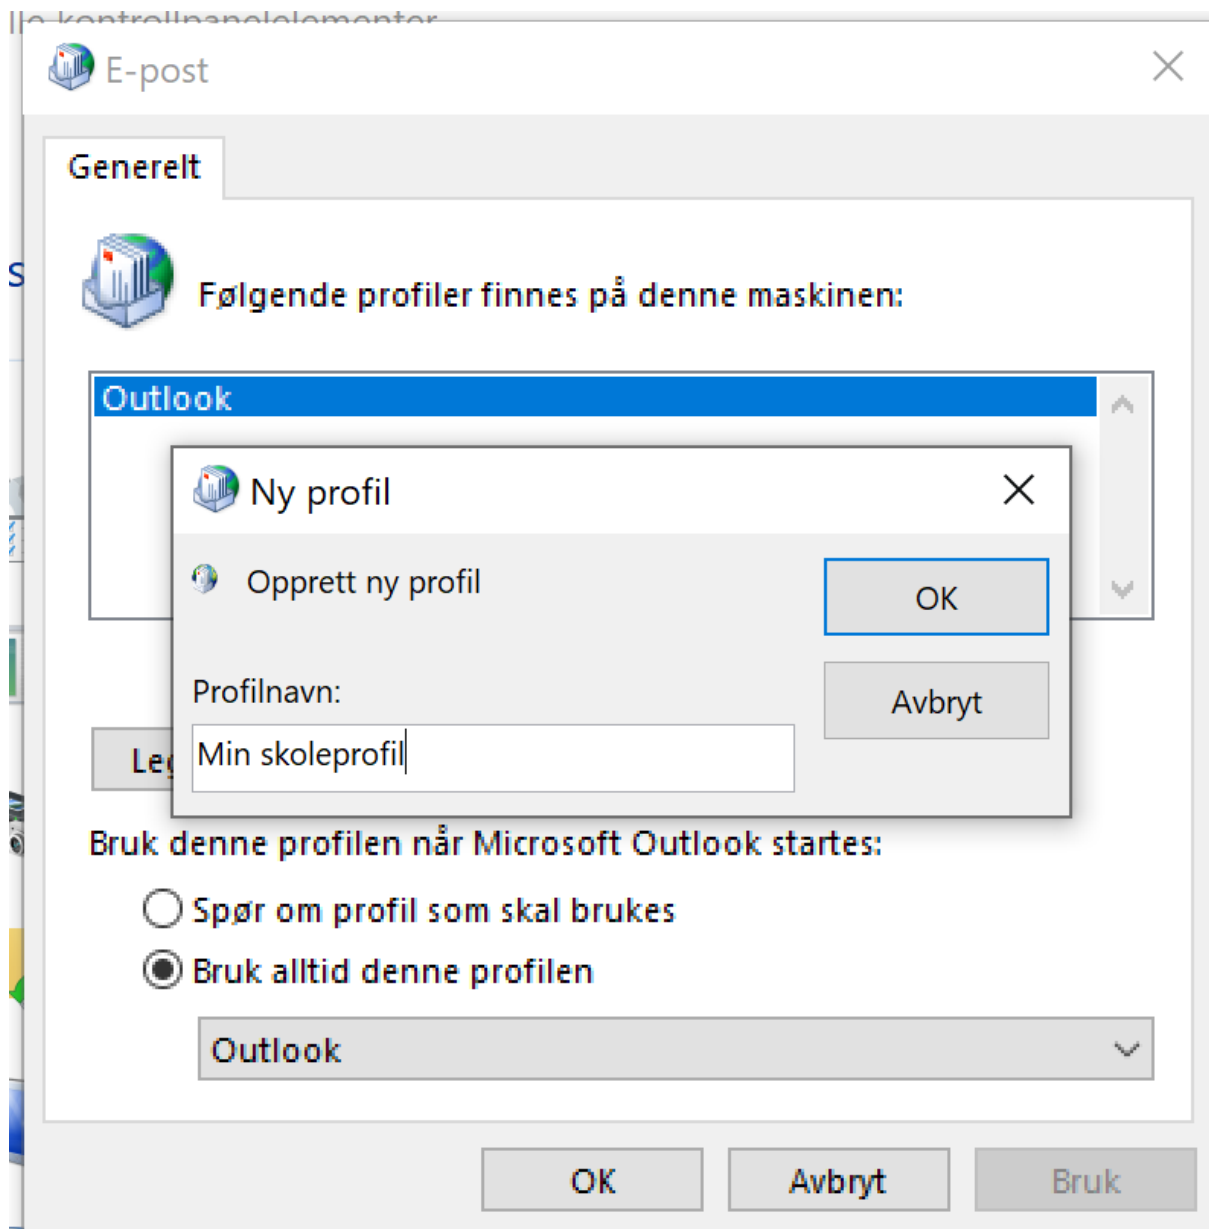 kontrollpanelelementer
E-post
Generelt
Følgende profiler finnes på denne maskinen:
Outlook
Ny profil
Opprett ny profil
OK
Profilnavn:
Avbryt
Min skoleprofil
Bruk denne profilen når Microsoft Outlook startes:
Spør om profil som skal brukes
Bruk alltid denne profilen
Outlook
OK
Avbryt
Bruk